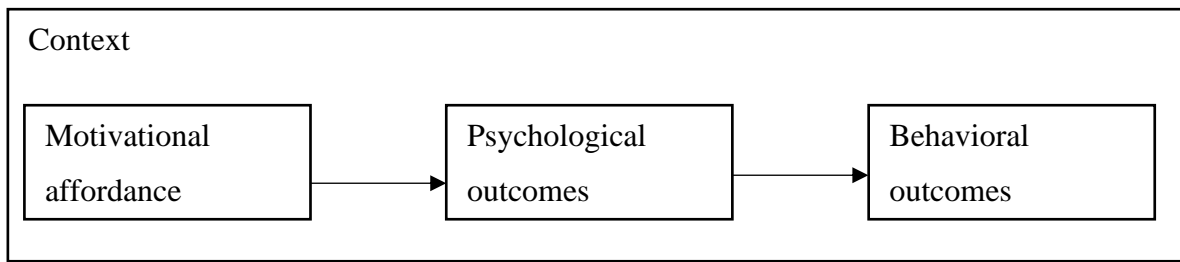 Context
Motivational
affordance
Psychological
outcomes
Behavioral
outcomes